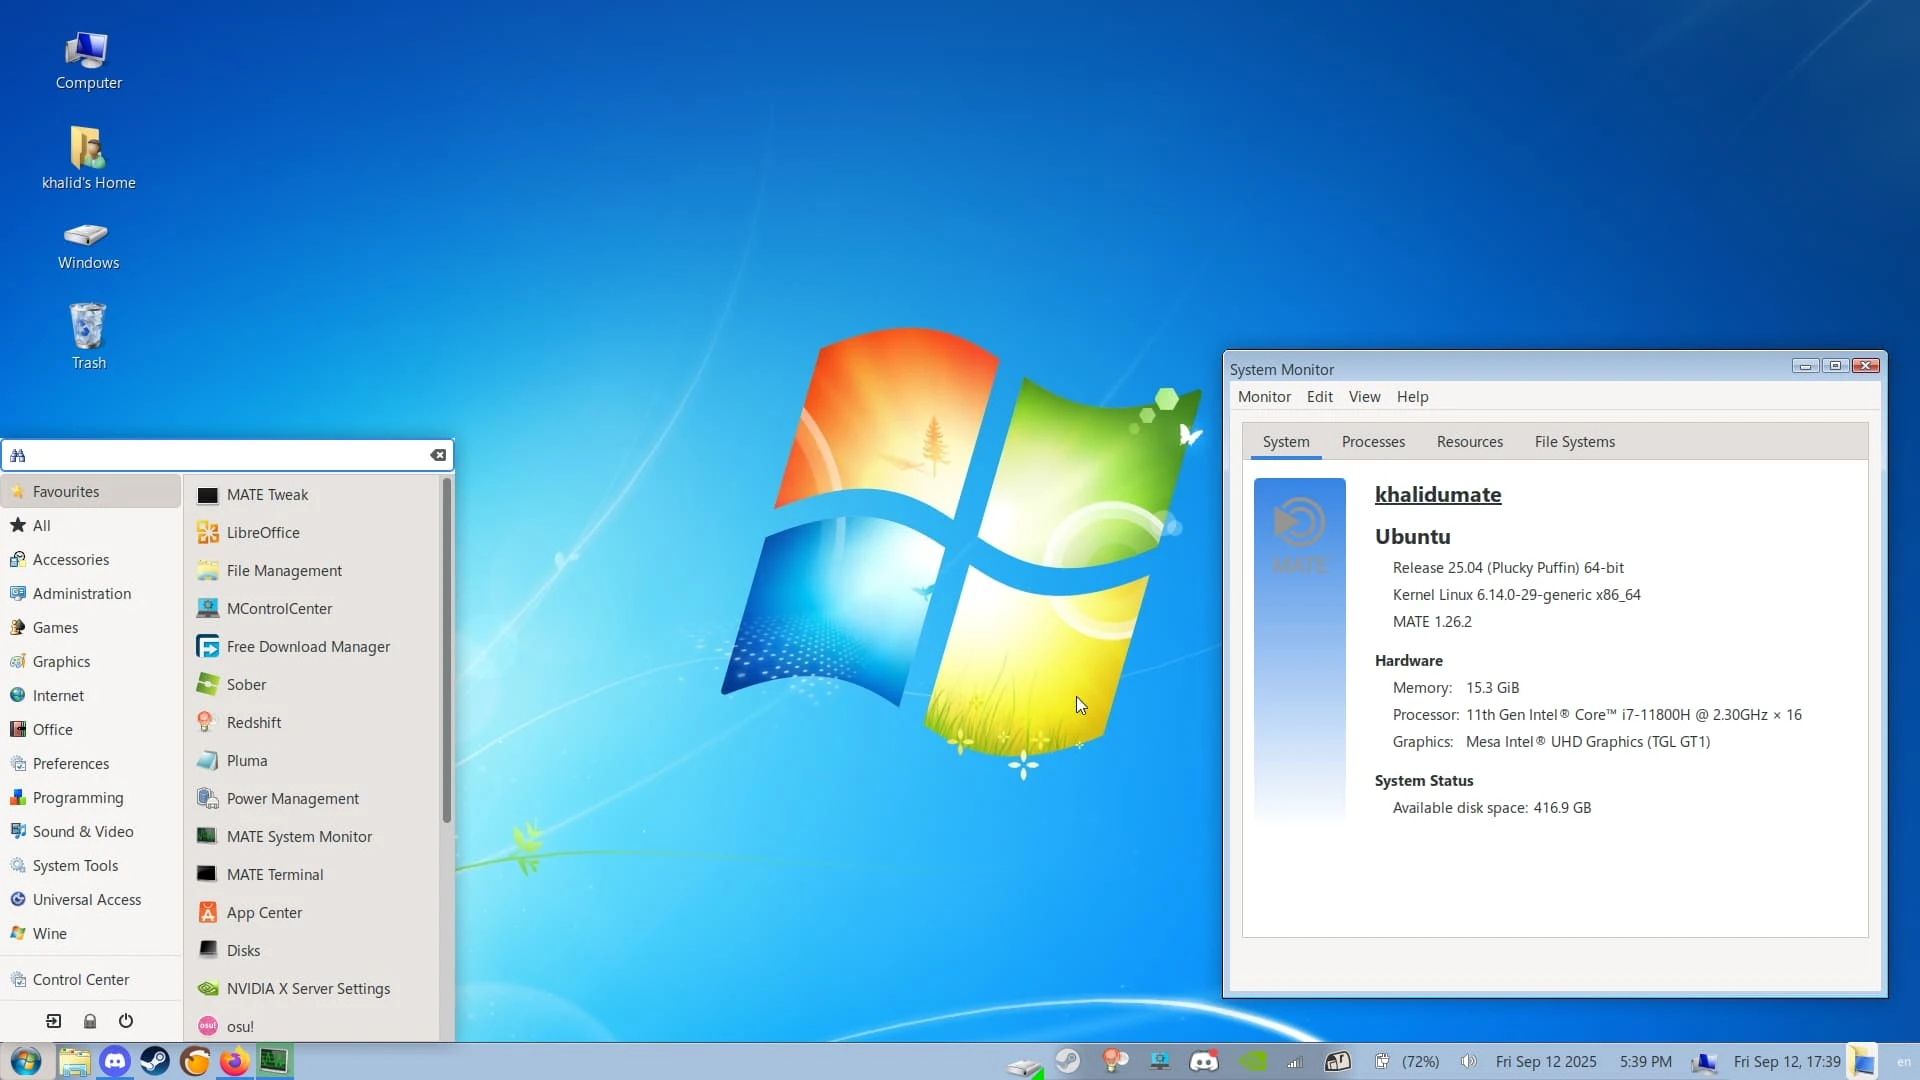 Computer
khalid's Home
Windows
Trash
Favourites
All
Accessories
Administration
Games
Graphics
Internet
Office
Preferences
Programming
Sound & Video
System Tools
Universal Access
Wine
Control Center
MATE Tweak
LibreOffice
File Management
MControlCenter
Free Download Manager
Sober
Redshift
Pluma
Power Management
MATE System Monitor
MATE Terminal
App Center
Disks
NVIDIA X Server Settings
osu!
osu!
System Monitor
Monitor Edit View Help
System Processes Resources File Systems
MATE
khalidumate
Ubuntu
Release 25.04 (Plucky Puffin) 64-bit
Kernel Linux 6.14.0-29-generic x86_64
MATE 1.26.2
Hardware
Memory: 15.3 GiB
Processor: 11th Gen Intel® Core™ i7-11800H @ 2.30GHz × 16
Graphics: Mesa Intel® UHD Graphics (TGL GT1)
System Status
Available disk space: 416.9 GB
(72%) Fri Sep 12 2025 5:39 PM Fri Sep 12, 17:39 en